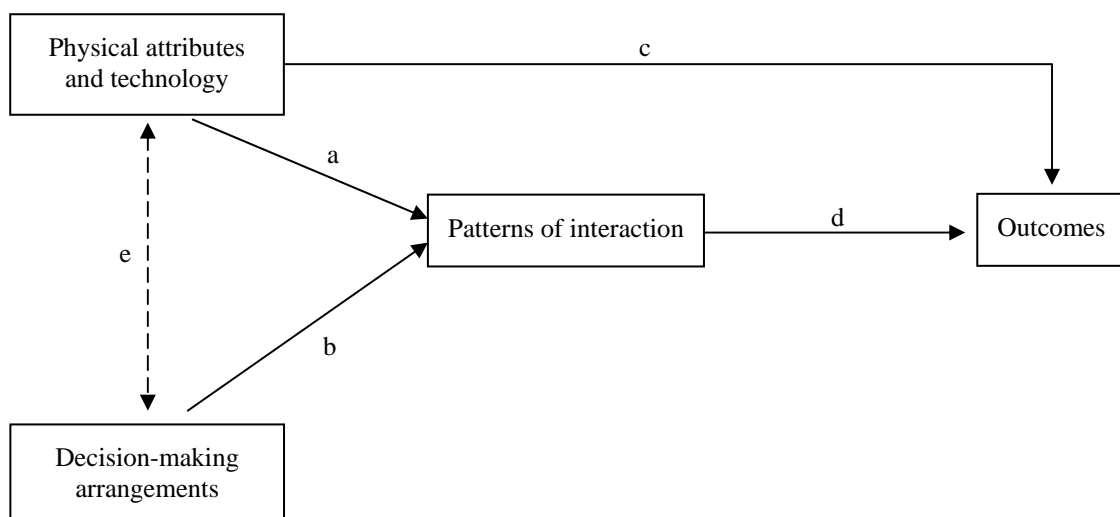 Physical attributes
and technology
c
a
Patterns of interaction
d
Outcomes
e
b
Decision-making
arrangements